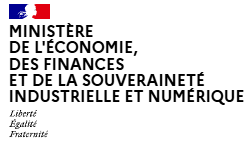 MINISTÈRE
DE L'ÉCONOMIE,
DES FINANCES
ET DE LA SOUVERAINETÉ
INDUSTRIELLE ET NUMÉRIQUE
Liberté
Égalité
Fraternité